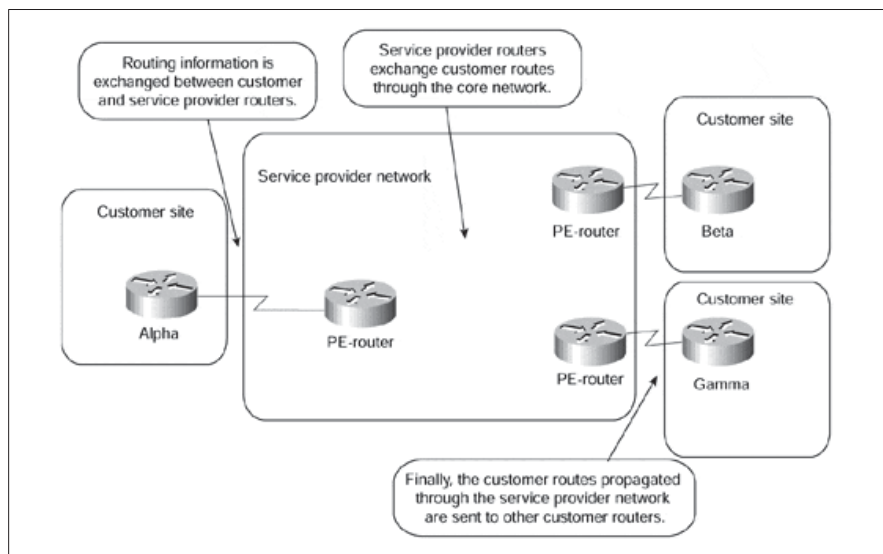 Routing information is
exchanged between customer
and service provider routers.
Service provider routers
exchange customer routes
through the core network.
Customer site
Service provider network
PE-router
Beta
Customer site
Alpha
PE-router
Customer site
PE-router
Gamma
Finally, the customer routes propagated
through the service provider network
are sent to other customer routers.